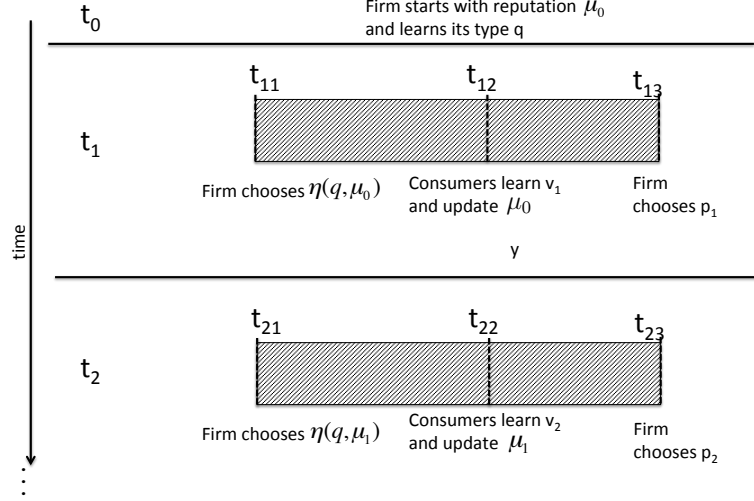 t₀
Firm starts with reputation μ₀
and learns its type q
t₁₁ t₁₂ t₁₃
t₁
Firm chooses η(q,μ₀)
Consumers learn v₁
and update μ₀
Firm
chooses p₁
time
y
t₂₁ t₂₂ t₂₃
t₂
Firm chooses η(q,μ₁)
Consumers learn v₂
and update μ₁
Firm
chooses p₂
⋮